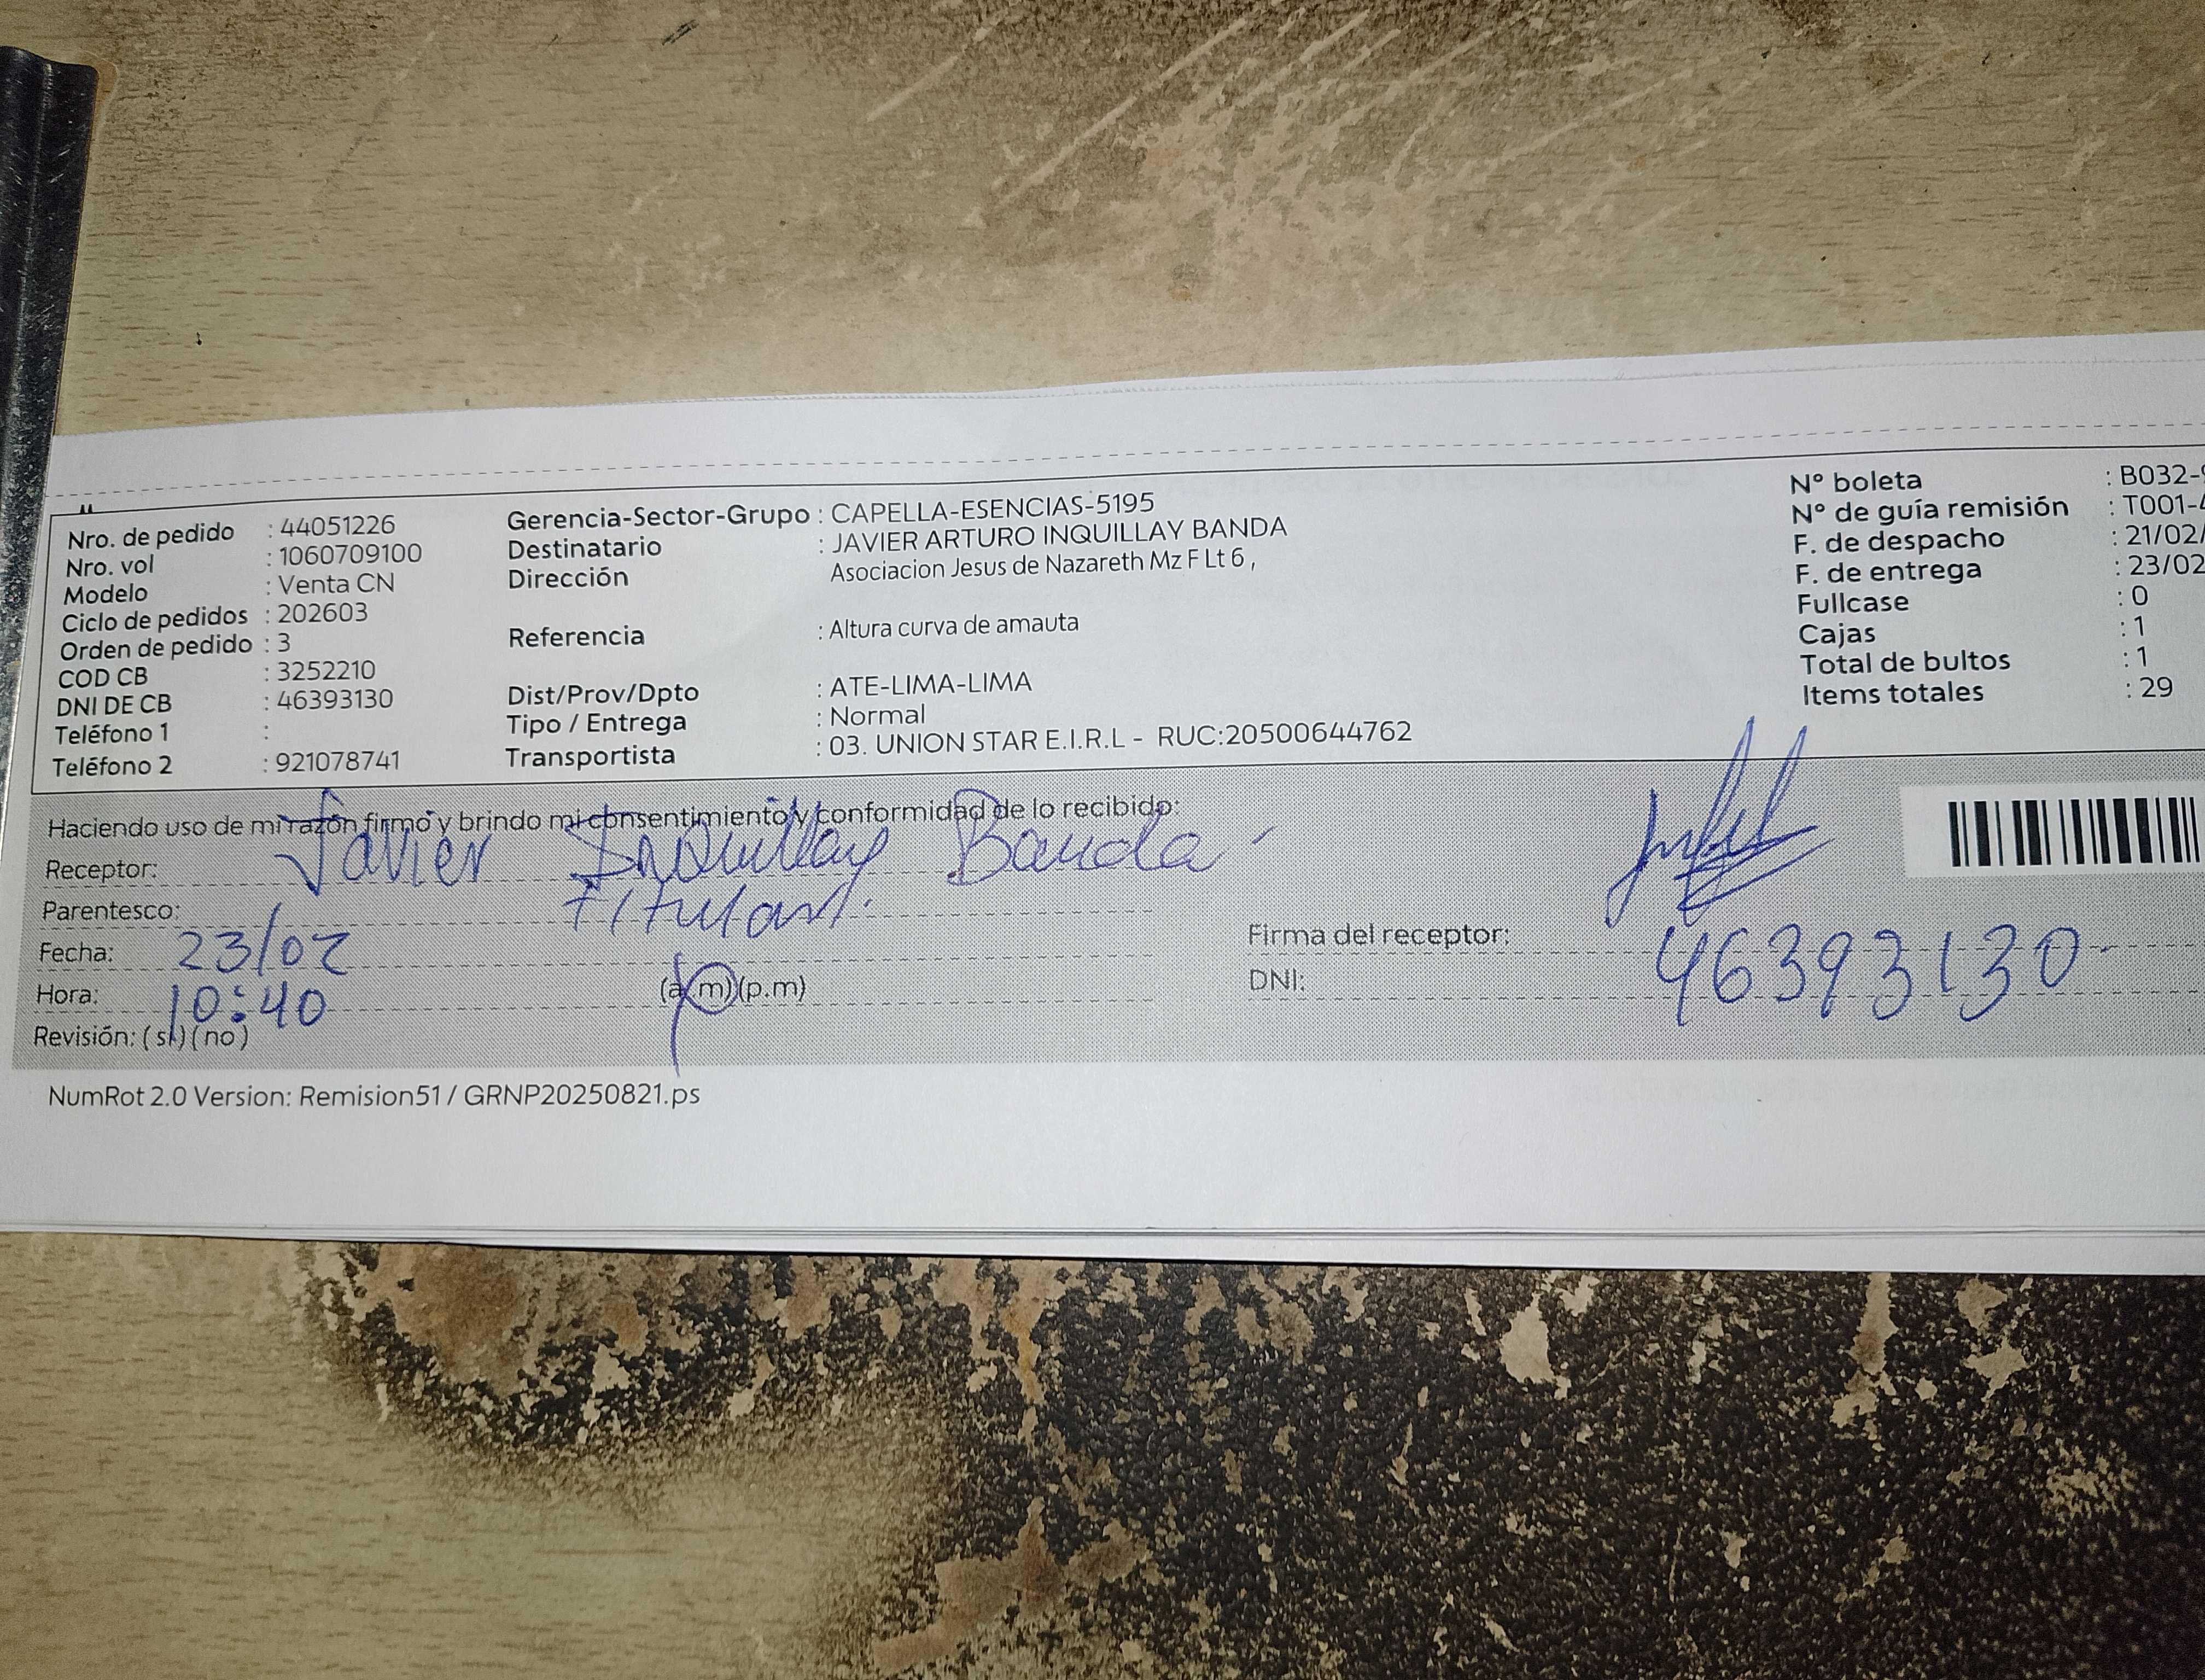 Nro. de pedido : 44051226
Nro. vol : 1060709100
Modelo : Venta CN
Ciclo de pedidos : 202603
Orden de pedido : 3
COD CB : 3252210
DNI DE CB : 46393130
Teléfono 1 :
Teléfono 2 : 921078741
Gerencia-Sector-Grupo : CAPELLA-ESENCIAS-5195
Destinatario : JAVIER ARTURO INQUILLAY BANDA
Dirección Asociacion Jesus de Nazareth Mz F Lt 6 ,
Referencia : Altura curva de amauta
Dist/Prov/Dpto : ATE-LIMA-LIMA
Tipo / Entrega : Normal
Transportista : 03. UNION STAR E.I.R.L - RUC:20500644762
N° boleta : B032-
N° de guía remisión : T001-
F. de despacho : 21/02/
F. de entrega : 23/02
Fullcase : 0
Cajas : 1
Total de bultos : 1
Items totales : 29
Haciendo uso de mi razón firmo y brindo mi consentimiento y conformidad de lo recibido:
Receptor: Javier Inquillay Banda
Parentesco: Titular.
Fecha: 23/02
Hora: 10:40 (a.m)(p.m)
Revisión: (si)(no)
Firma del receptor:
DNI: 46393130
NumRot 2.0 Version: Remision51 / GRNP20250821.ps